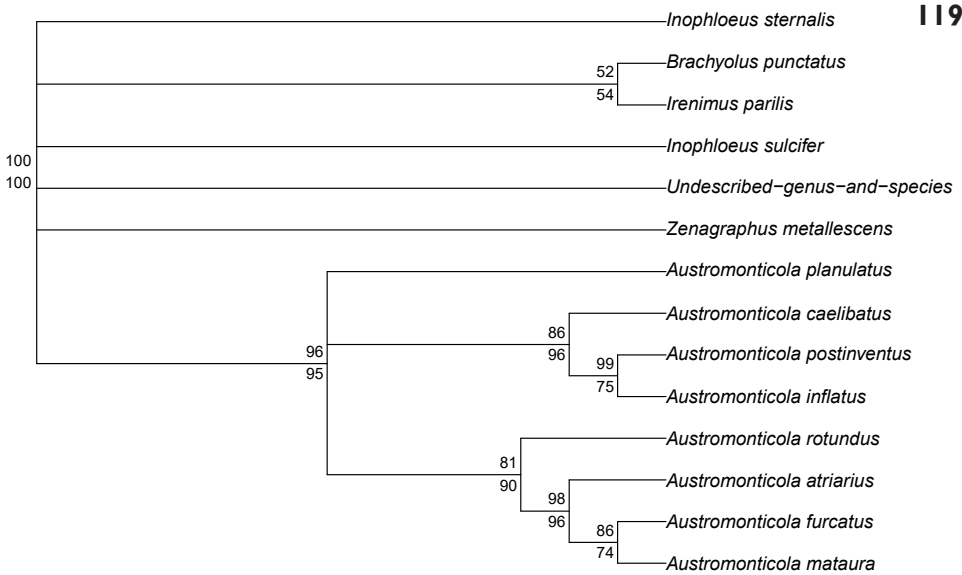 119
Inophloeus sternalis
52
Brachyolus punctatus
54
Irenimus parilis
Inophloeus sulcifer
100
100
Undescribed−genus−and−species
Zenagraphus metallescens
Austromonticola planulatus
Austromonticola caelibatus
86
96
96
95
Austromonticola postinventus
99
75
Austromonticola inflatus
Austromonticola rotundus
81
90
Austromonticola atriarius
98
96
Austromonticola furcatus
86
74
Austromonticola mataura